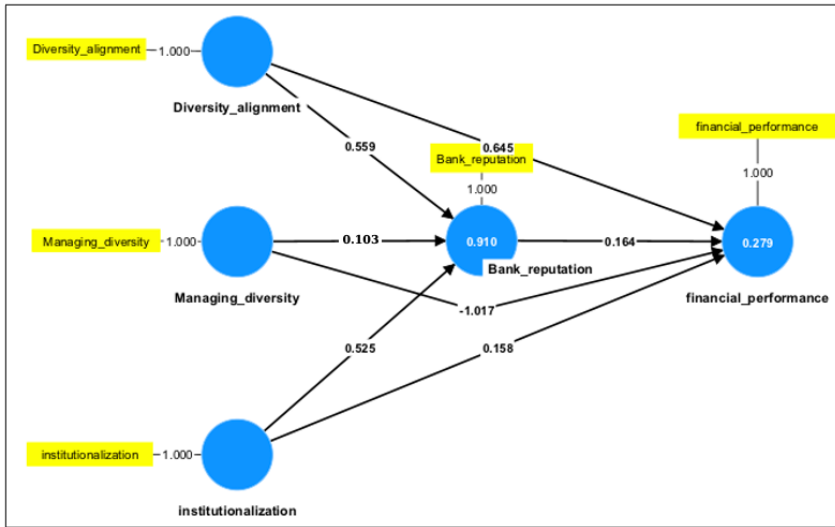 Diversity_alignment
1.000
Diversity_alignment
0.559
0.645
financial_performance
Bank_reputation
1.000
1.000
Managing_diversity
1.000
0.103
0.910
0.164
0.279
Bank_reputation
Managing_diversity
financial_performance
-1.017
0.525
0.158
institutionalization
1.000
institutionalization